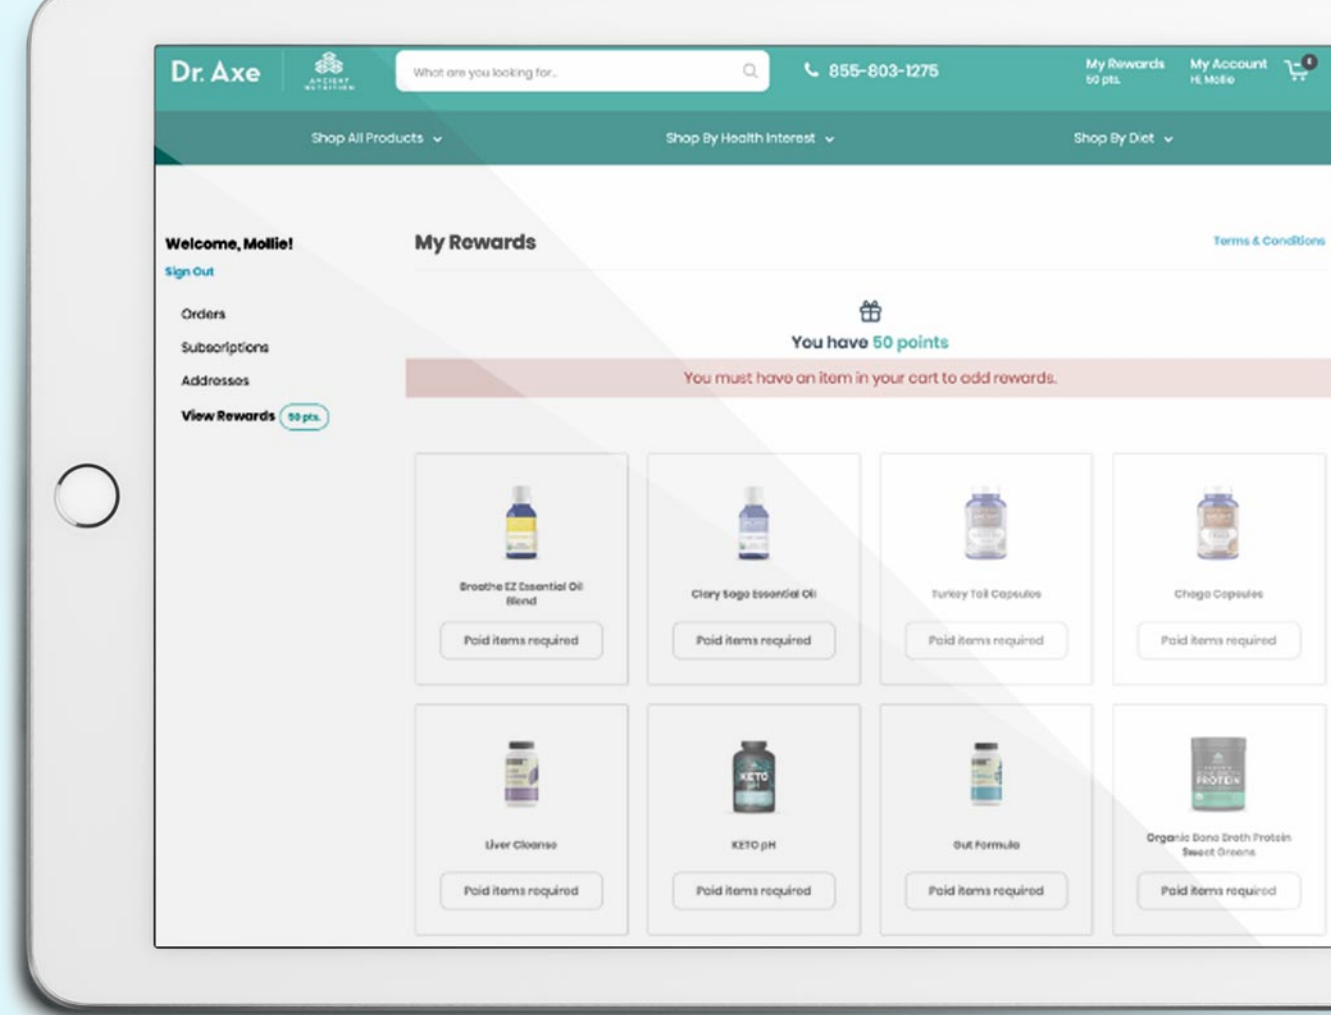 Dr. Axe
ANCIENT
NUTRITION
What are you looking for..
855-803-1275
My Rewards
50 pts.
My Account
Hi, Mollie
Shop All Products
Shop By Health Interest
Shop By Diet
Welcome, Mollie!
Sign Out
Orders
Subscriptions
Addresses
View Rewards
50 pts.
My Rewards
Terms & Conditions
You have 50 points
You must have an item in your cart to add rewards.
Breathe EZ Essential Oil
Blend
Paid items required
Clary Sage Essential Oil
Paid items required
Turkey Tail Capsules
Paid items required
Chaga Capsules
Paid items required
Liver Cleanse
Paid items required
KETO
pH
KETO pH
Paid items required
Gut Formula
Paid items required
PROTEIN
Organic Bone Broth Protein
Sweet Greens
Paid items required